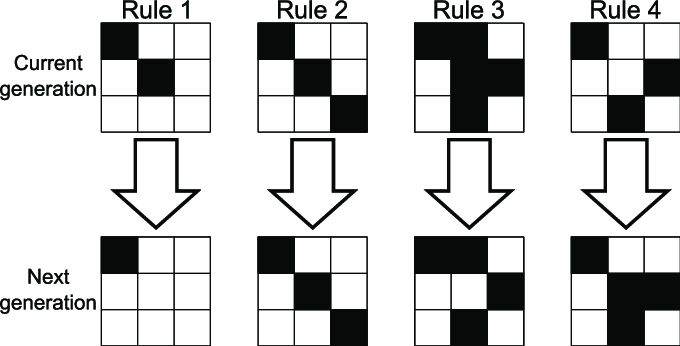 Rule 1
Rule 2
Rule 3
Rule 4
Current
generation
Next
generation